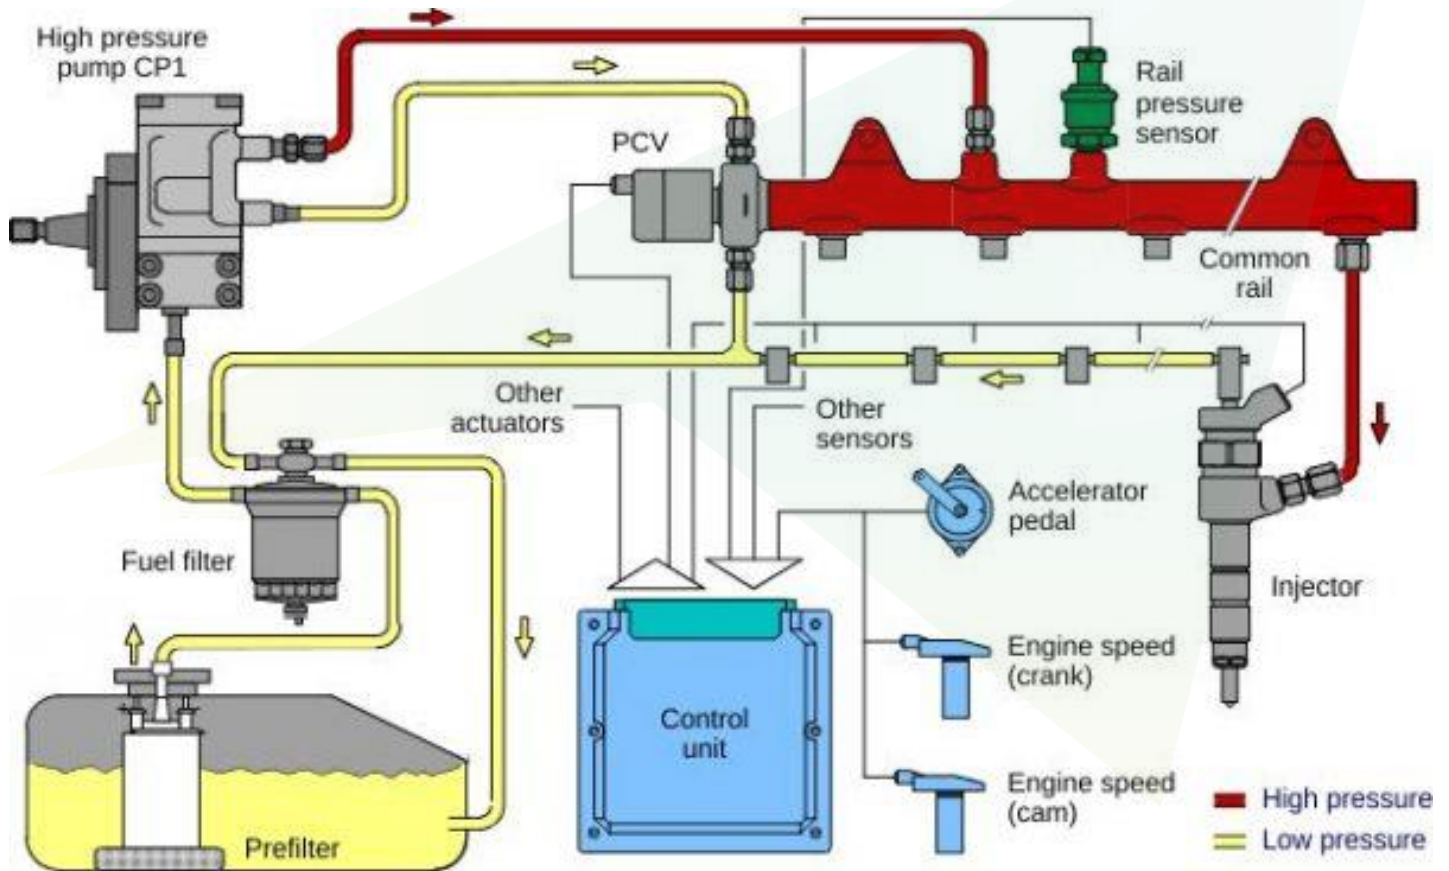 High pressure
pump CP1
PCV
Rail
pressure
sensor
Common
rail
Other
actuators
Other
sensors
Accelerator
pedal
Fuel filter
Injector
Engine speed
(crank)
Control
unit
Engine speed
(cam)
Prefilter
High pressure
Low pressure